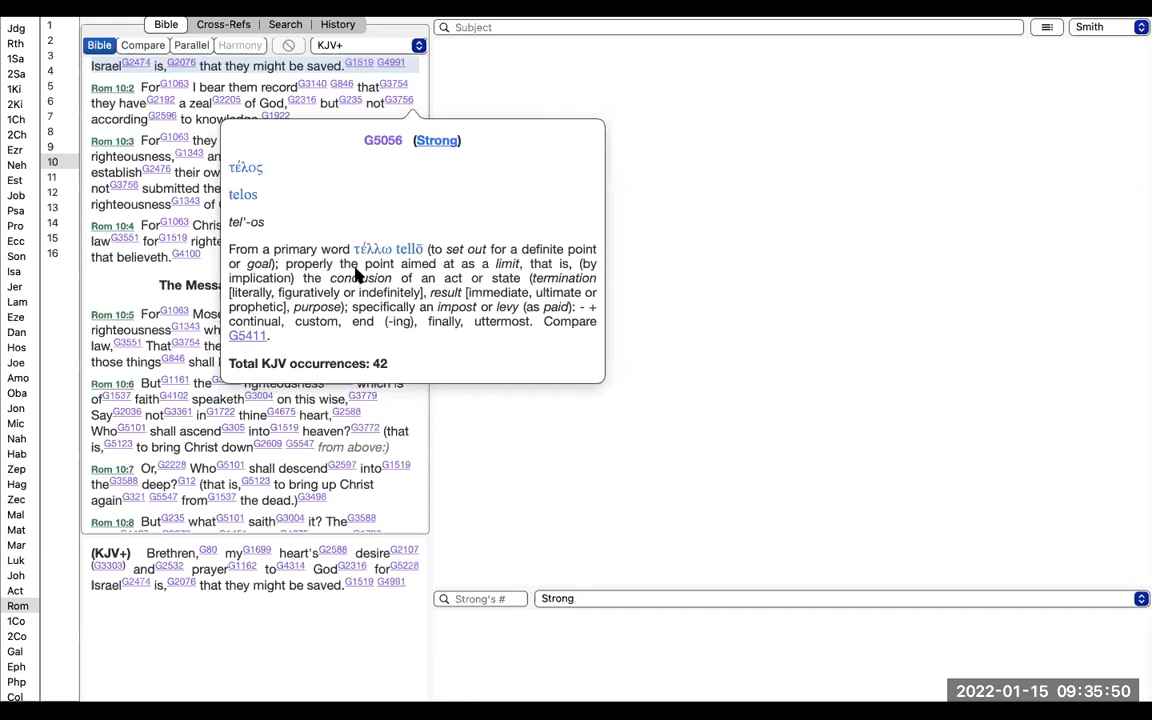 Jdg
Rth
1Sa
2Sa
1Ki
2Ki
1Ch
2Ch
Ezr
Neh
Est
Job
Psa
Pro
Ecc
Son
Isa
Jer
Lam
Eze
Dan
Hos
Joe
Amo
Oba
Jon
Mic
Nah
Hab
Zep
Hag
Zec
Mal
Mat
Mar
Luk
Joh
Act
Rom
1Co
2Co
Gal
Eph
Php
Col
1
2
3
4
5
6
7
8
9
10
11
12
13
14
15
16
Bible Cross-Refs Search History
Bible Compare Parallel Harmony KJV+
Israel G2474 is, G2076 that they might be saved. G1519 G4991
Rom 10:2 For G1063 I bear them record G3140 G846 that G3754
they have G2192 a zeal G2205 of God, G2316 but G235 not G3756
according G2596 to knowledge. G1922
Rom 10:3 For G1063 they
righteousness, G1343
establish G2476 their ow
not G3756 submitted the
righteousness G1343 of
Rom 10:4 For G1063 Chris
law G3551 for G1519 righte
that believeth. G4100
The Messa
Rom 10:5 For G1063 Mose
righteousness G1343 wh
law, G3551 That G3754 the
those things G846 shall
Rom 10:6 But G1161 the righteousness which is
of G1537 faith G4102 speaketh G3004 on this wise, G3779
Say G2036 not G3361 in G1722 thine G4675 heart, G2588
Who G5101 shall ascend G305 into G1519 heaven? G3772 (that
is, G5123 to bring Christ down G2609 G5547 from above:)
Rom 10:7 Or, G2228 Who G5101 shall descend G2597 into G1519
the G3588 deep? G12 (that is, G5123 to bring up Christ
again G321 G5547 from G1537 the dead.) G3498
Rom 10:8 But G235 what G5101 saith G3004 it? The G3588
G5056 (Strong)
τέλος
telos
tel'-os
From a primary word τέλλω tellō (to set out for a definite point
or goal); properly the point aimed at as a limit, that is, (by
implication) the conclusion of an act or state (termination
[literally, figuratively or indefinitely], result [immediate, ultimate or
prophetic], purpose); specifically an impost or levy (as paid): - +
continual, custom, end (-ing), finally, uttermost. Compare
G5411.
Total KJV occurrences: 42
(KJV+) Brethren, G80 my G1699 heart's G2588 desire G2107
(G3303) and G2532 prayer G1162 to G4314 God G2316 for G5228
Israel G2474 is, G2076 that they might be saved. G1519 G4991
Subject
Smith
Strong's #
Strong
2022-01-15 09:35:50